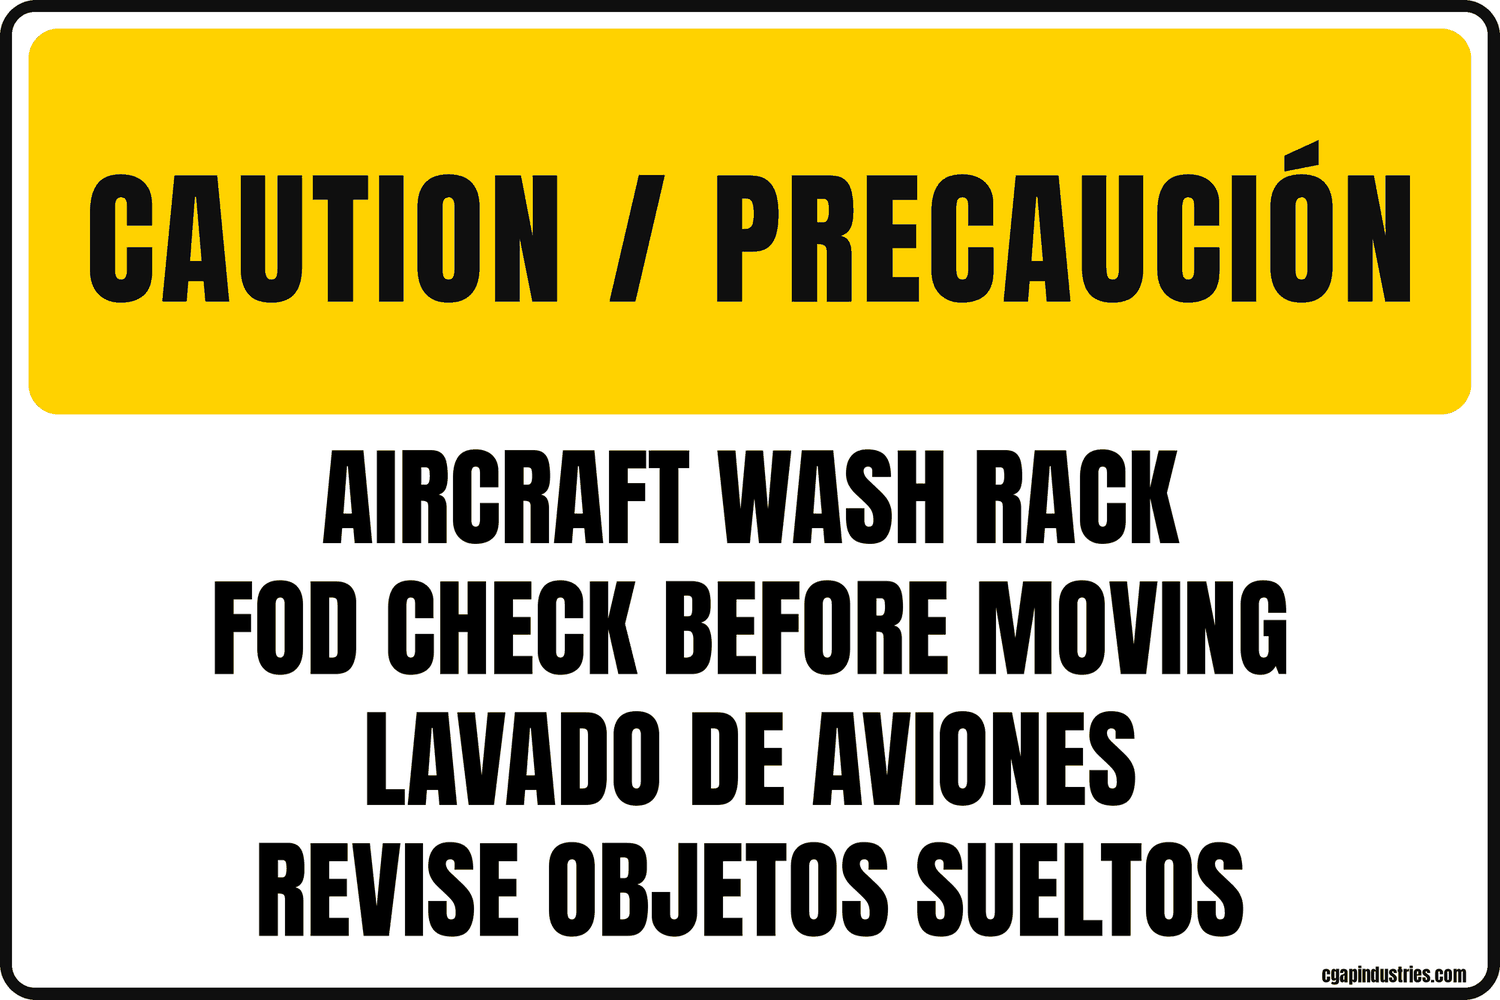 CAUTION / PRECAUCIÓN
AIRCRAFT WASH RACK
FOD CHECK BEFORE MOVING
LAVADO DE AVIONES
REVISE OBJETOS SUELTOS
cgapindustries.com